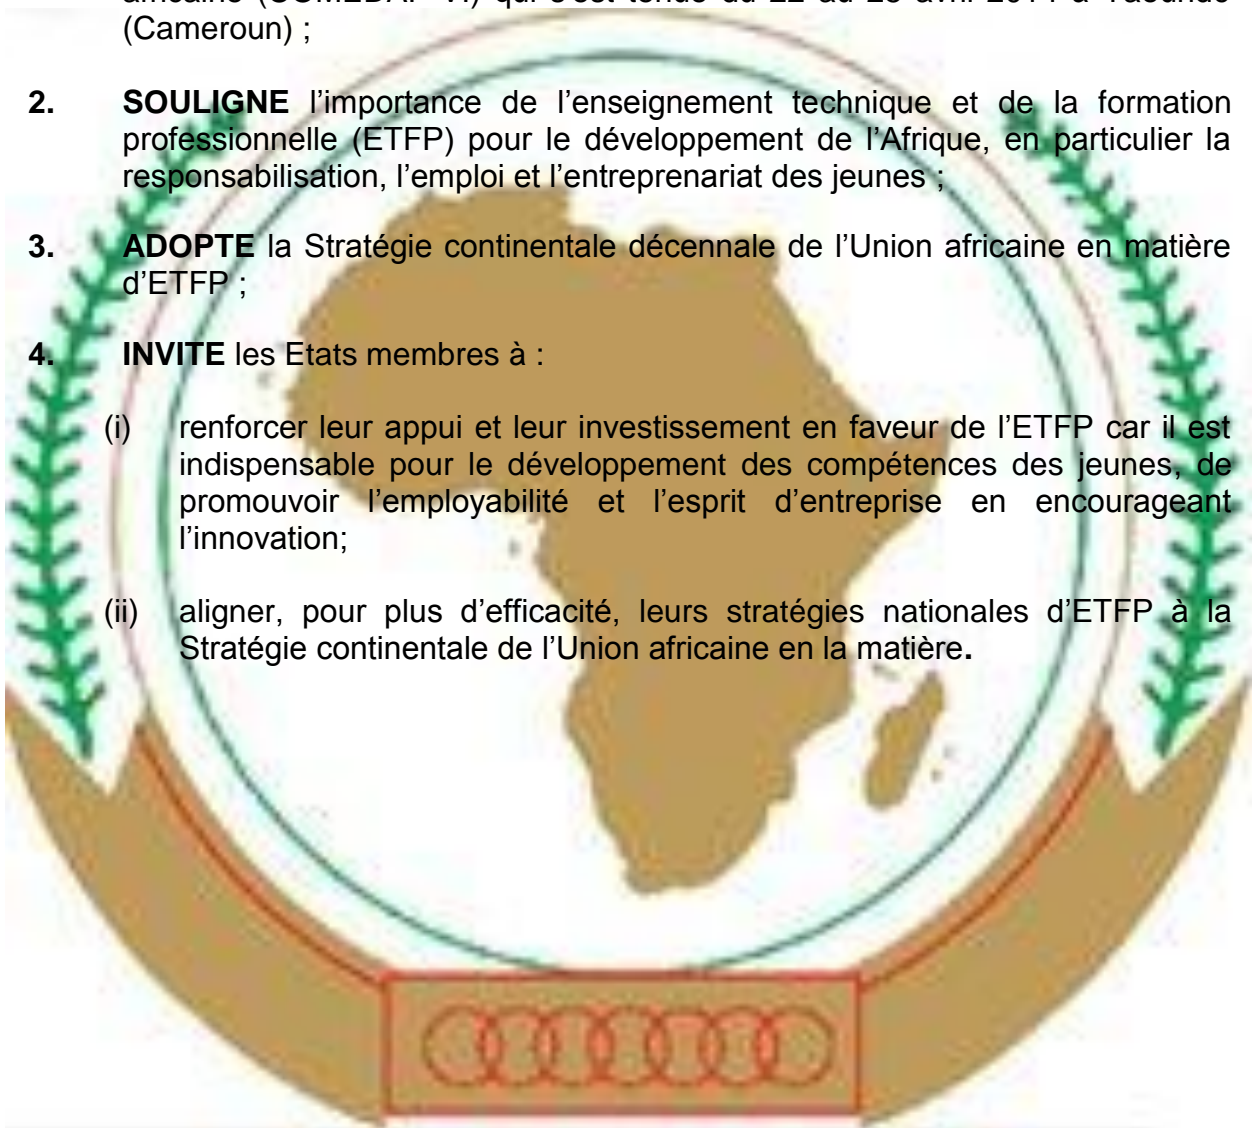 (Cameroun) ;
2. SOULIGNE l’importance de l’enseignement technique et de la formation
professionnelle (ETFP) pour le développement de l’Afrique, en particulier la
responsabilisation, l’emploi et l’entreprenariat des jeunes ;
3. ADOPTE la Stratégie continentale décennale de l’Union africaine en matière
d’ETFP ;
4. INVITE les Etats membres à :
(i) renforcer leur appui et leur investissement en faveur de l’ETFP car il est
indispensable pour le développement des compétences des jeunes, de
promouvoir l’employabilité et l’esprit d’entreprise en encourageant
l’innovation;
(ii) aligner, pour plus d’efficacité, leurs stratégies nationales d’ETFP à la
Stratégie continentale de l’Union africaine en la matière.